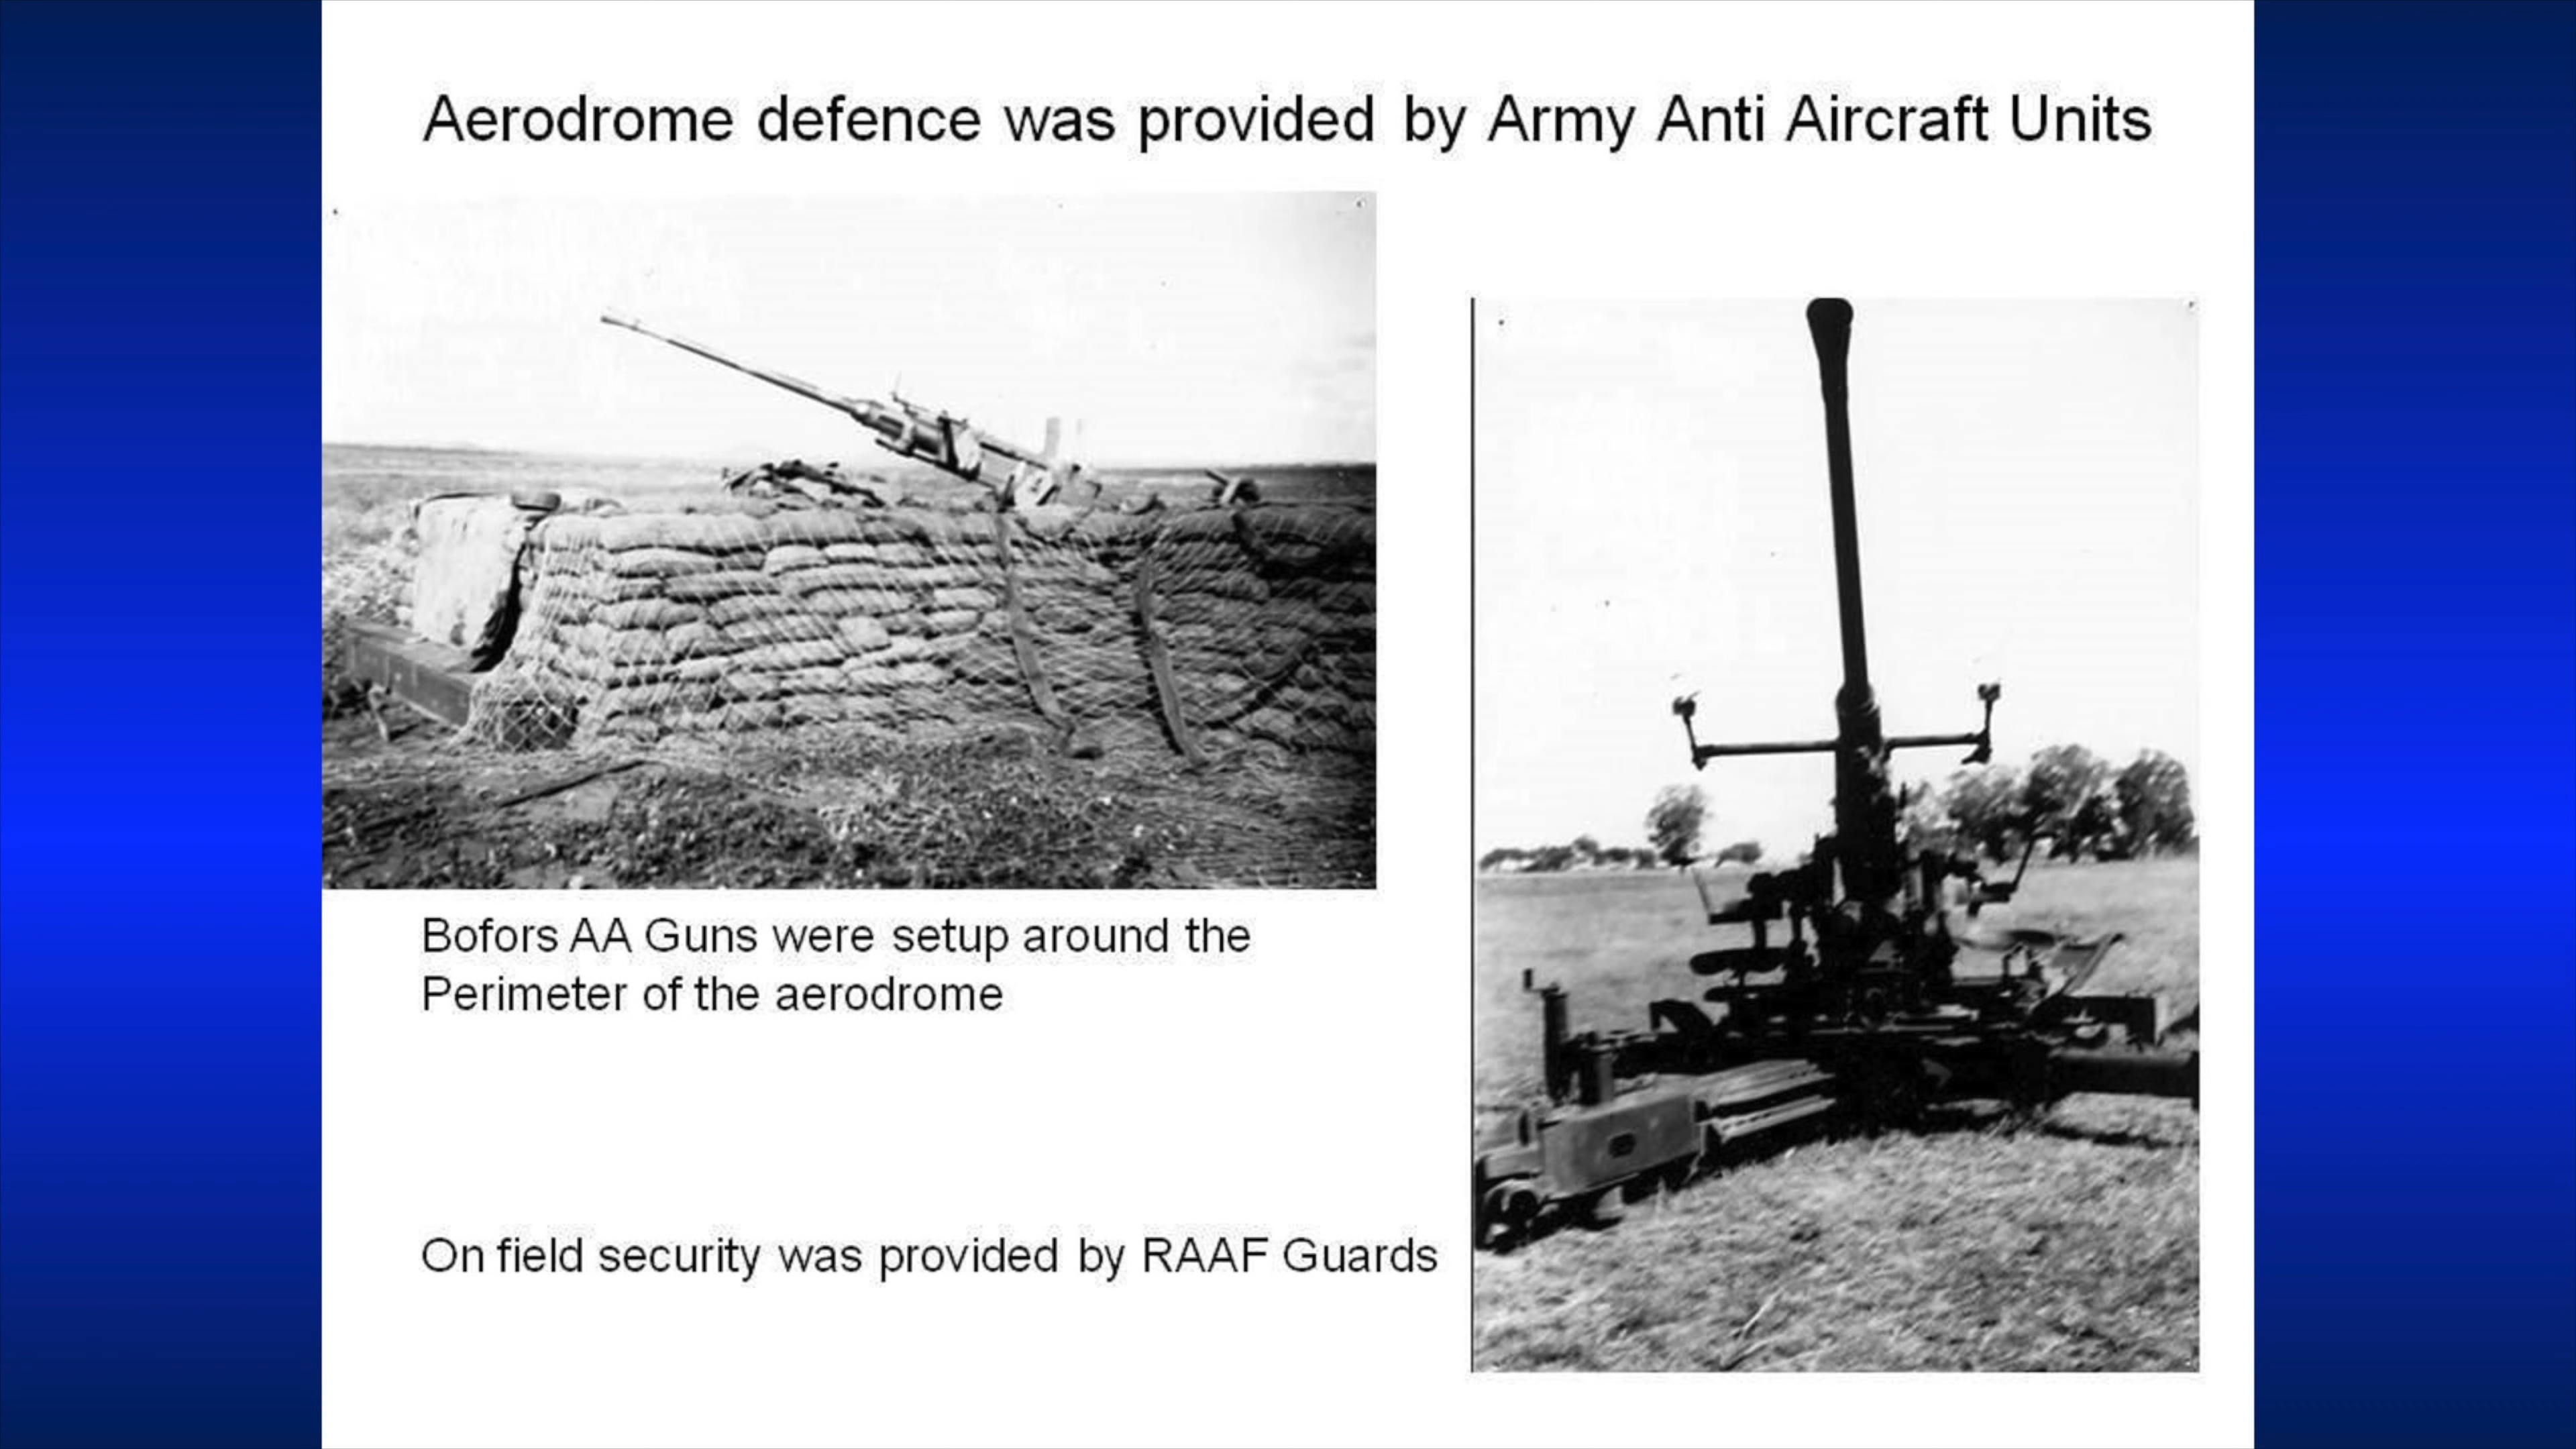 Aerodrome defence was provided by Army Anti Aircraft Units
Bofors AA Guns were setup around the
Perimeter of the aerodrome
On field security was provided by RAAF Guards